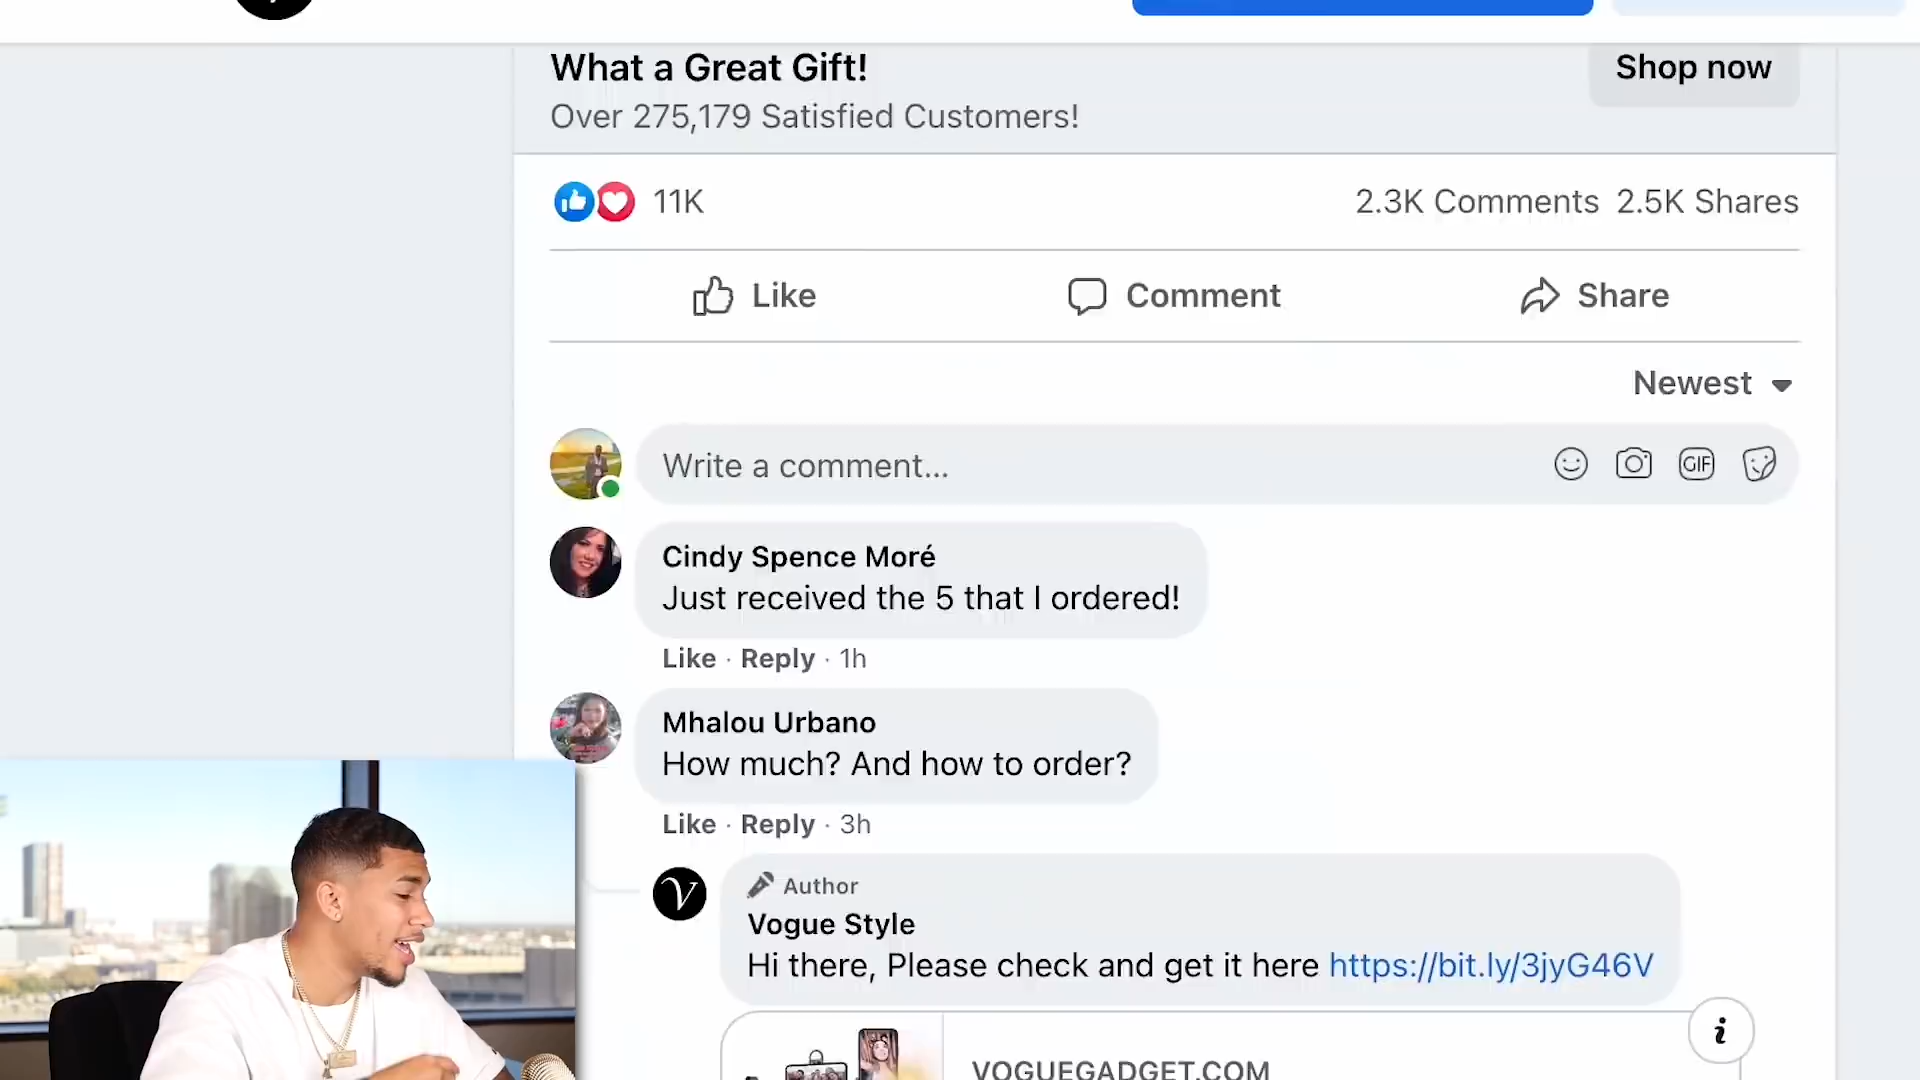 What a Great Gift!
Shop now
Over 275,179 Satisfied Customers!
11K
2.3K Comments 2.5K Shares
Like
Comment
Share
Newest
Write a comment...
GIF
Cindy Spence Moré
Just received the 5 that I ordered!
Like · Reply · 1h
Mhalou Urbano
How much? And how to order?
Like · Reply · 3h
V
Author
Vogue Style
Hi there, Please check and get it here https://bit.ly/3jyG46V
i
VOGUEGADGET.COM